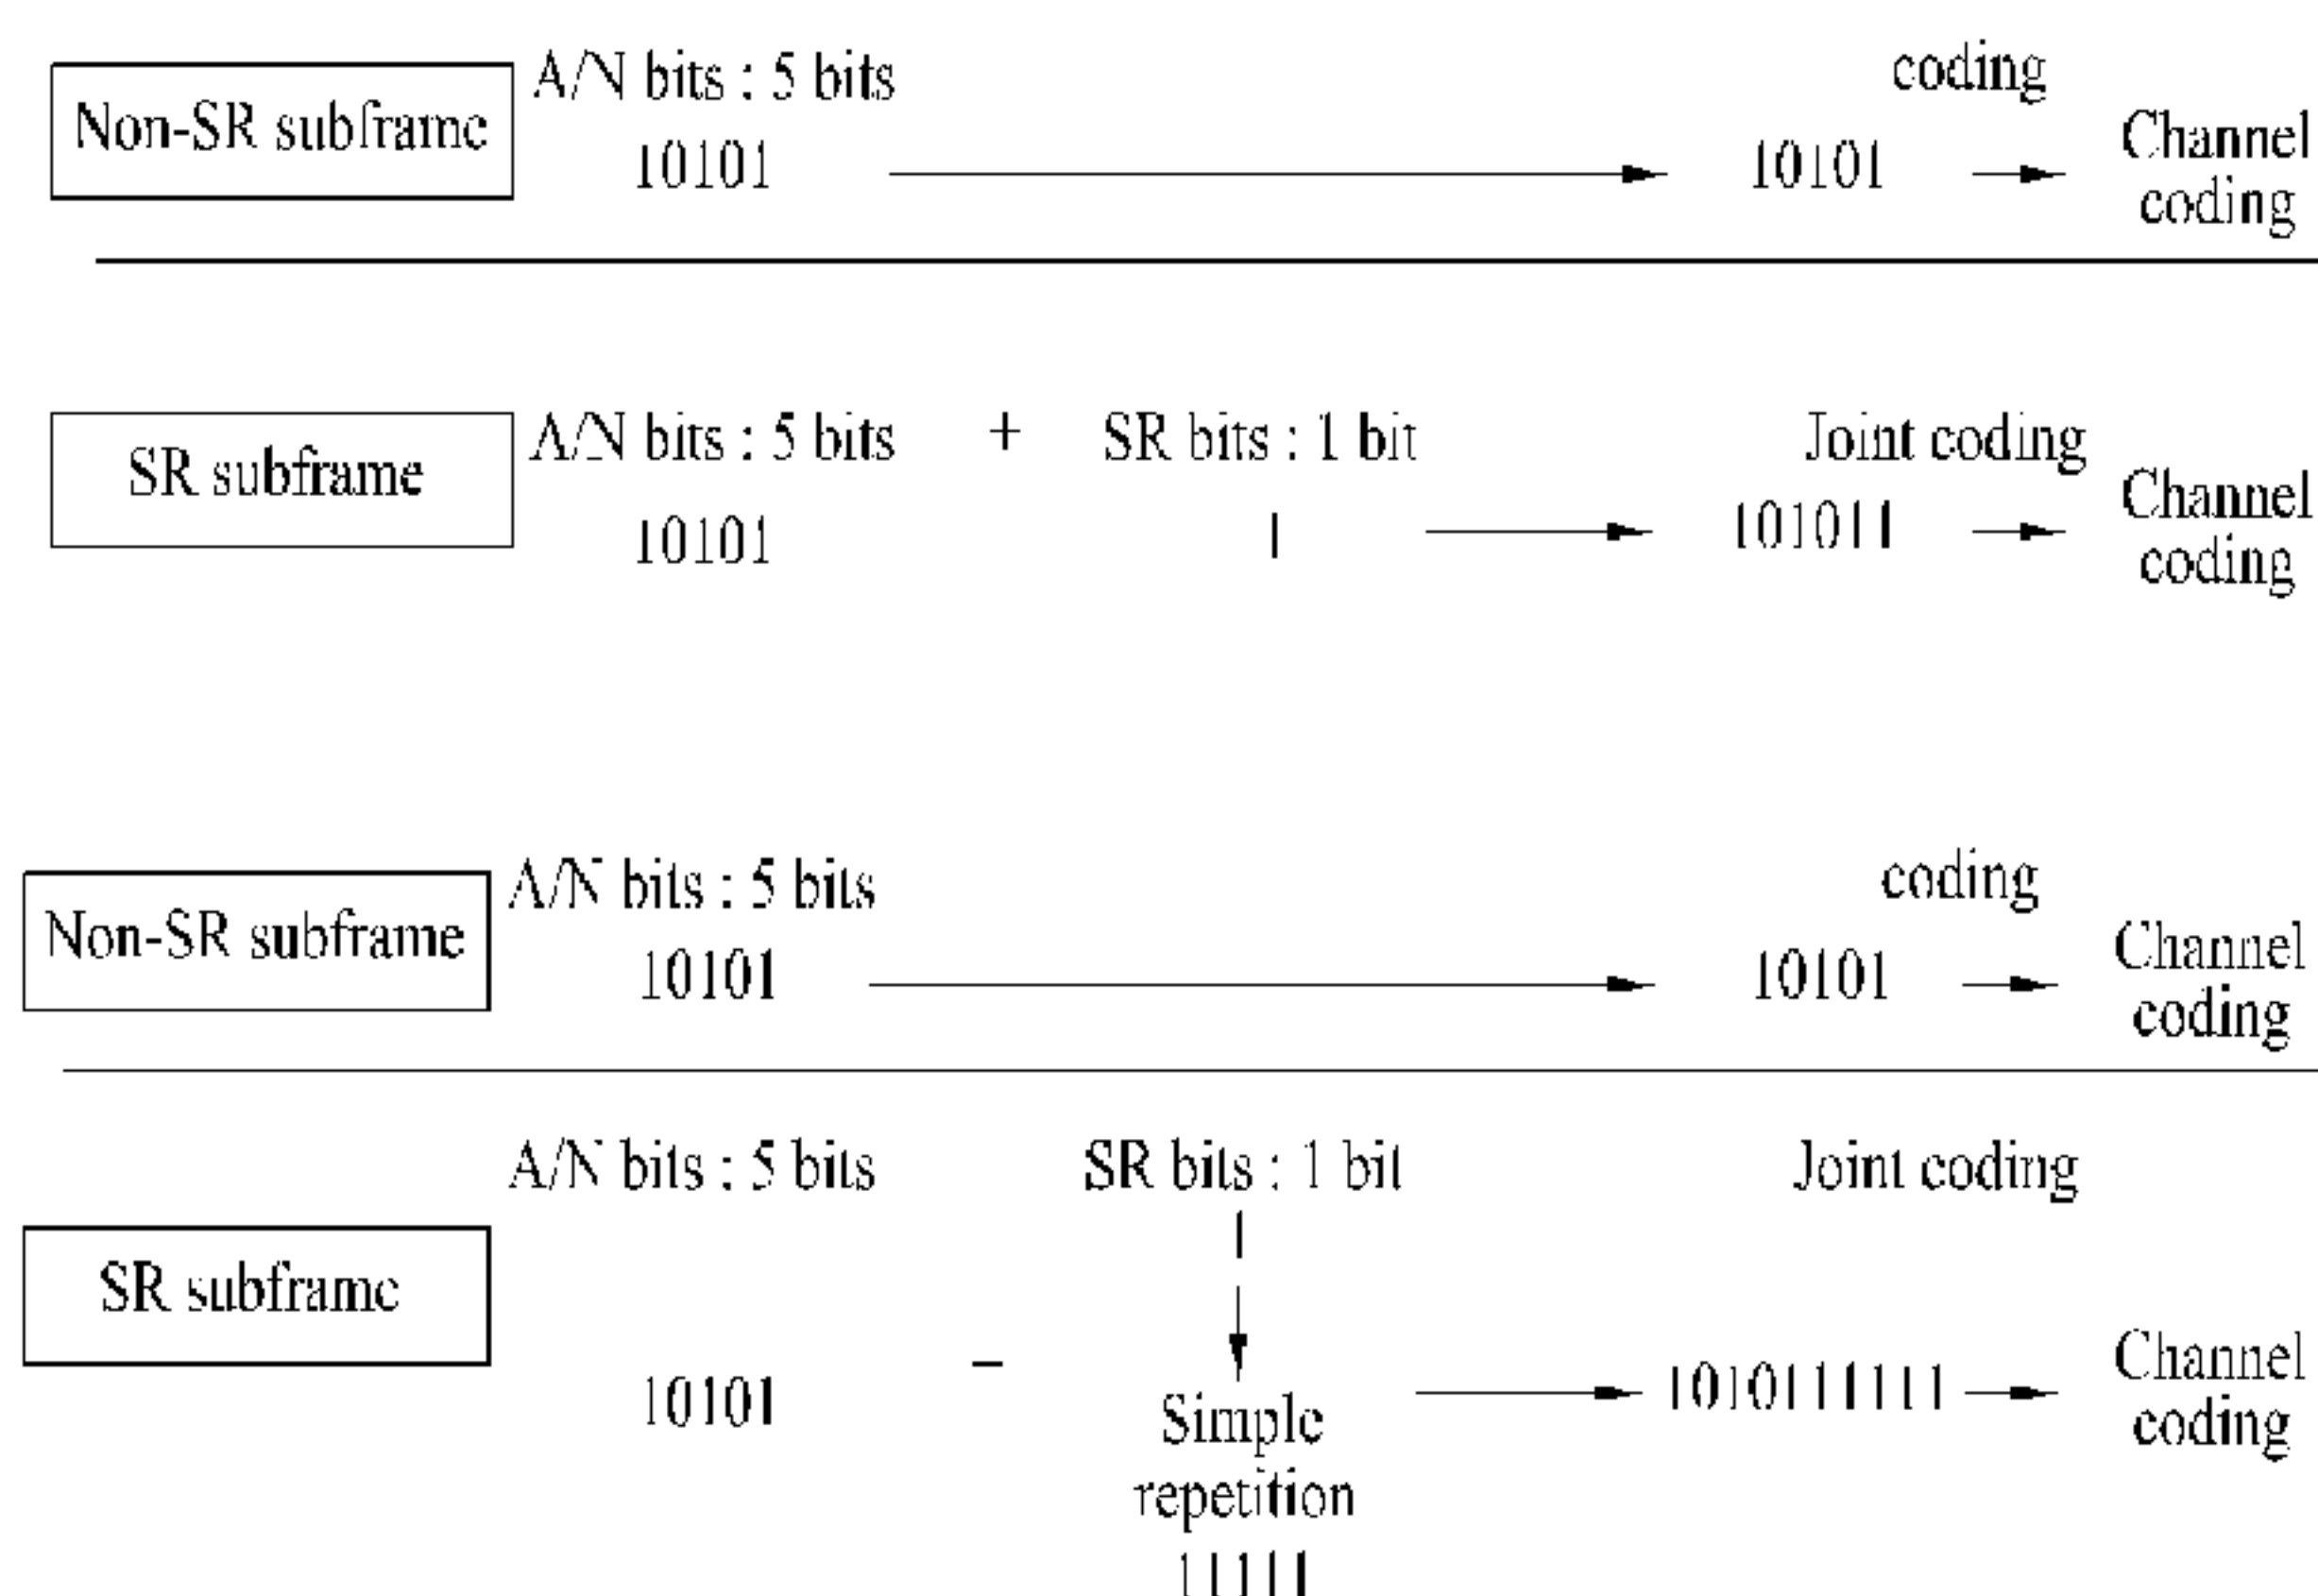 A/N bits : 5 bits
coding
Non-SR subframe
Channel
10101
10101
coding
A/N bits : 5 bits + SR bits : 1 bit
Joint coding
SR subframe
Channel
10101
1
101011
coding
A/N bits : 5 bits
coding
Non-SR subframe
Channel
10101
10101
coding
A/N bits : 5 bits
SR bits : 1 bit
Joint coding
1
SR subframe
Channel
10101
–
1010111111
coding
Simple
repetition
11111